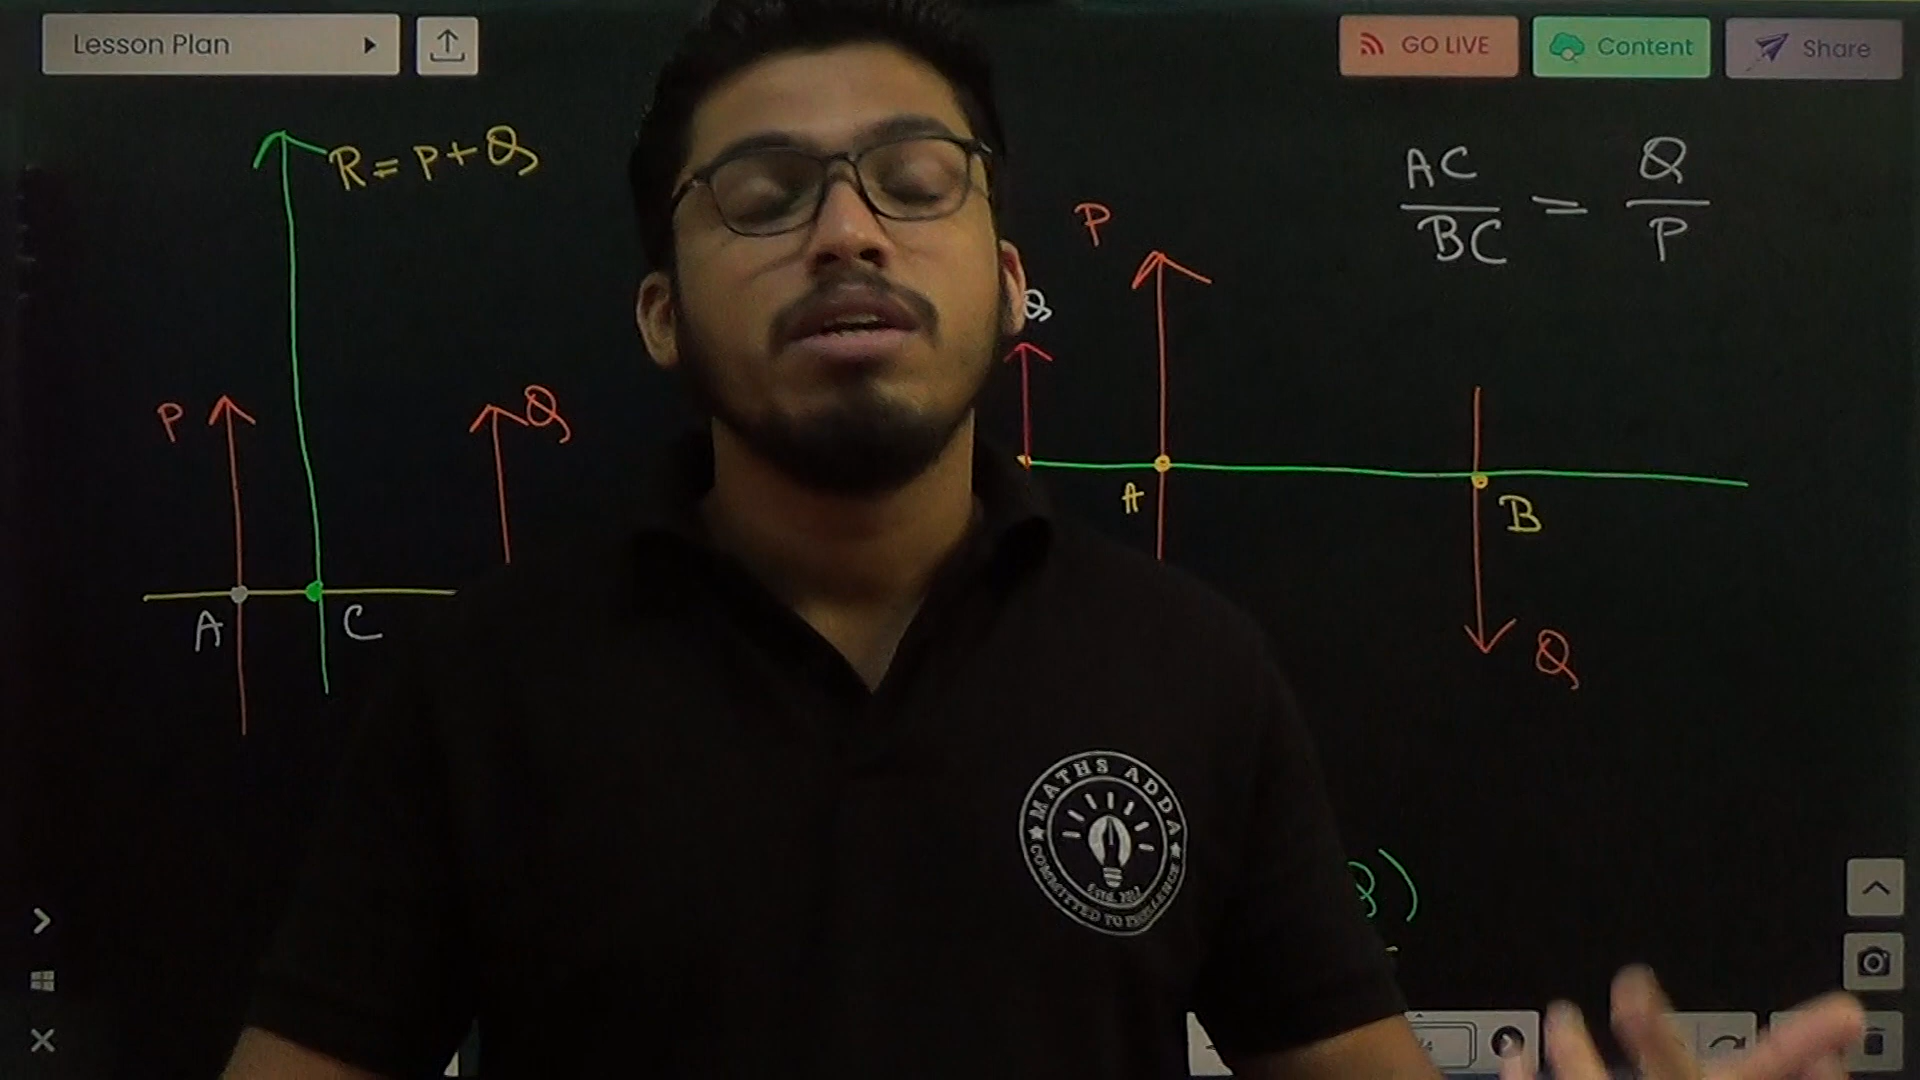 Lesson Plan
GO LIVE
Content
Share
R = P + Q
AC / BC = Q / P
P
Q
P
Q
A
C
A
B
Q
MATHS ADDA
COMMITTED TO EXCELLENCE
)